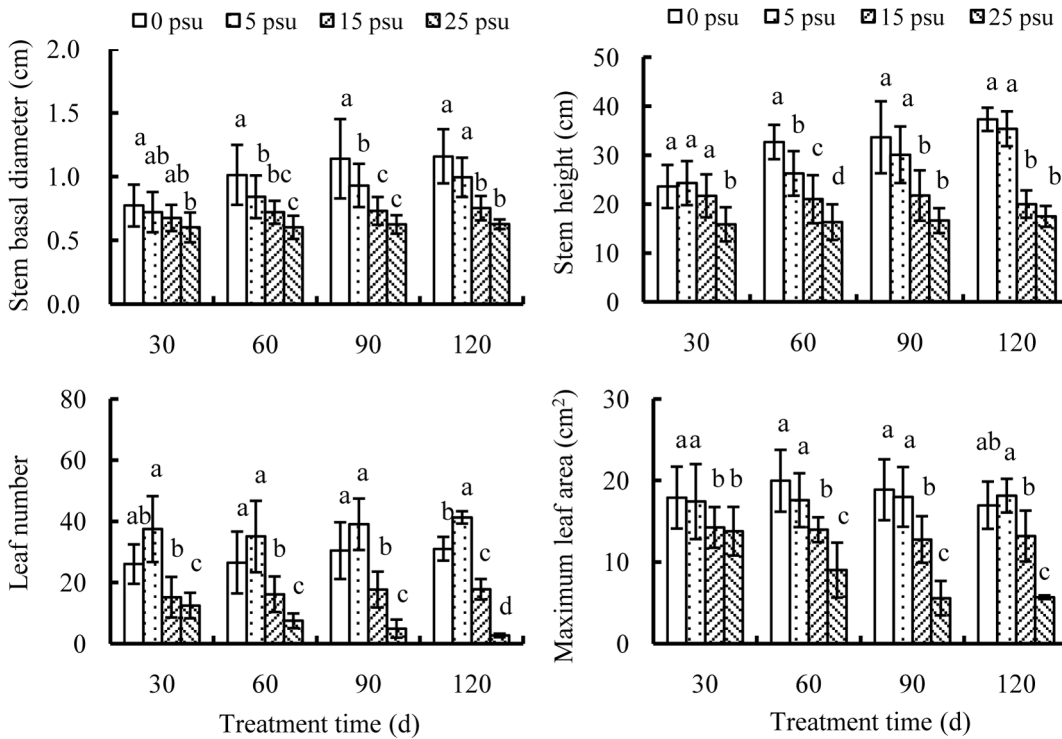 0 psu 5 psu 15 psu 25 psu
Stem basal diameter (cm)
2.0
1.5
1.0
0.5
0.0
a ab ab b
a b bc c
a b c c
a a b b
30 60 90 120
0 psu 5 psu 15 psu 25 psu
Stem height (cm)
50
40
30
20
10
0
a a a b
a b c d
a a b b
a a b b
30 60 90 120
Leaf number
80
60
40
20
0
ab a b c
a a b c
a a b c
b a c d
30 60 90 120
Treatment time (d)
Maximum leaf area (cm²)
30
20
10
0
a a b b
a a b c
a a b c
ab a b c
30 60 90 120
Treatment time (d)